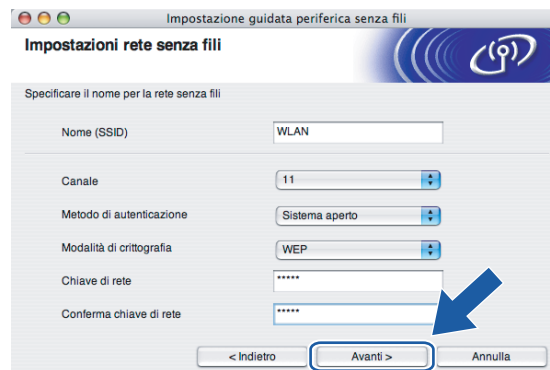 Impostazione guidata periferica senza fili
Impostazioni rete senza fili
Specificare il nome per la rete senza fili
Nome (SSID) WLAN
Canale 11
Metodo di autenticazione Sistema aperto
Modalità di crittografia WEP
Chiave di rete *****
Conferma chiave di rete *****
< Indietro Avanti > Annulla